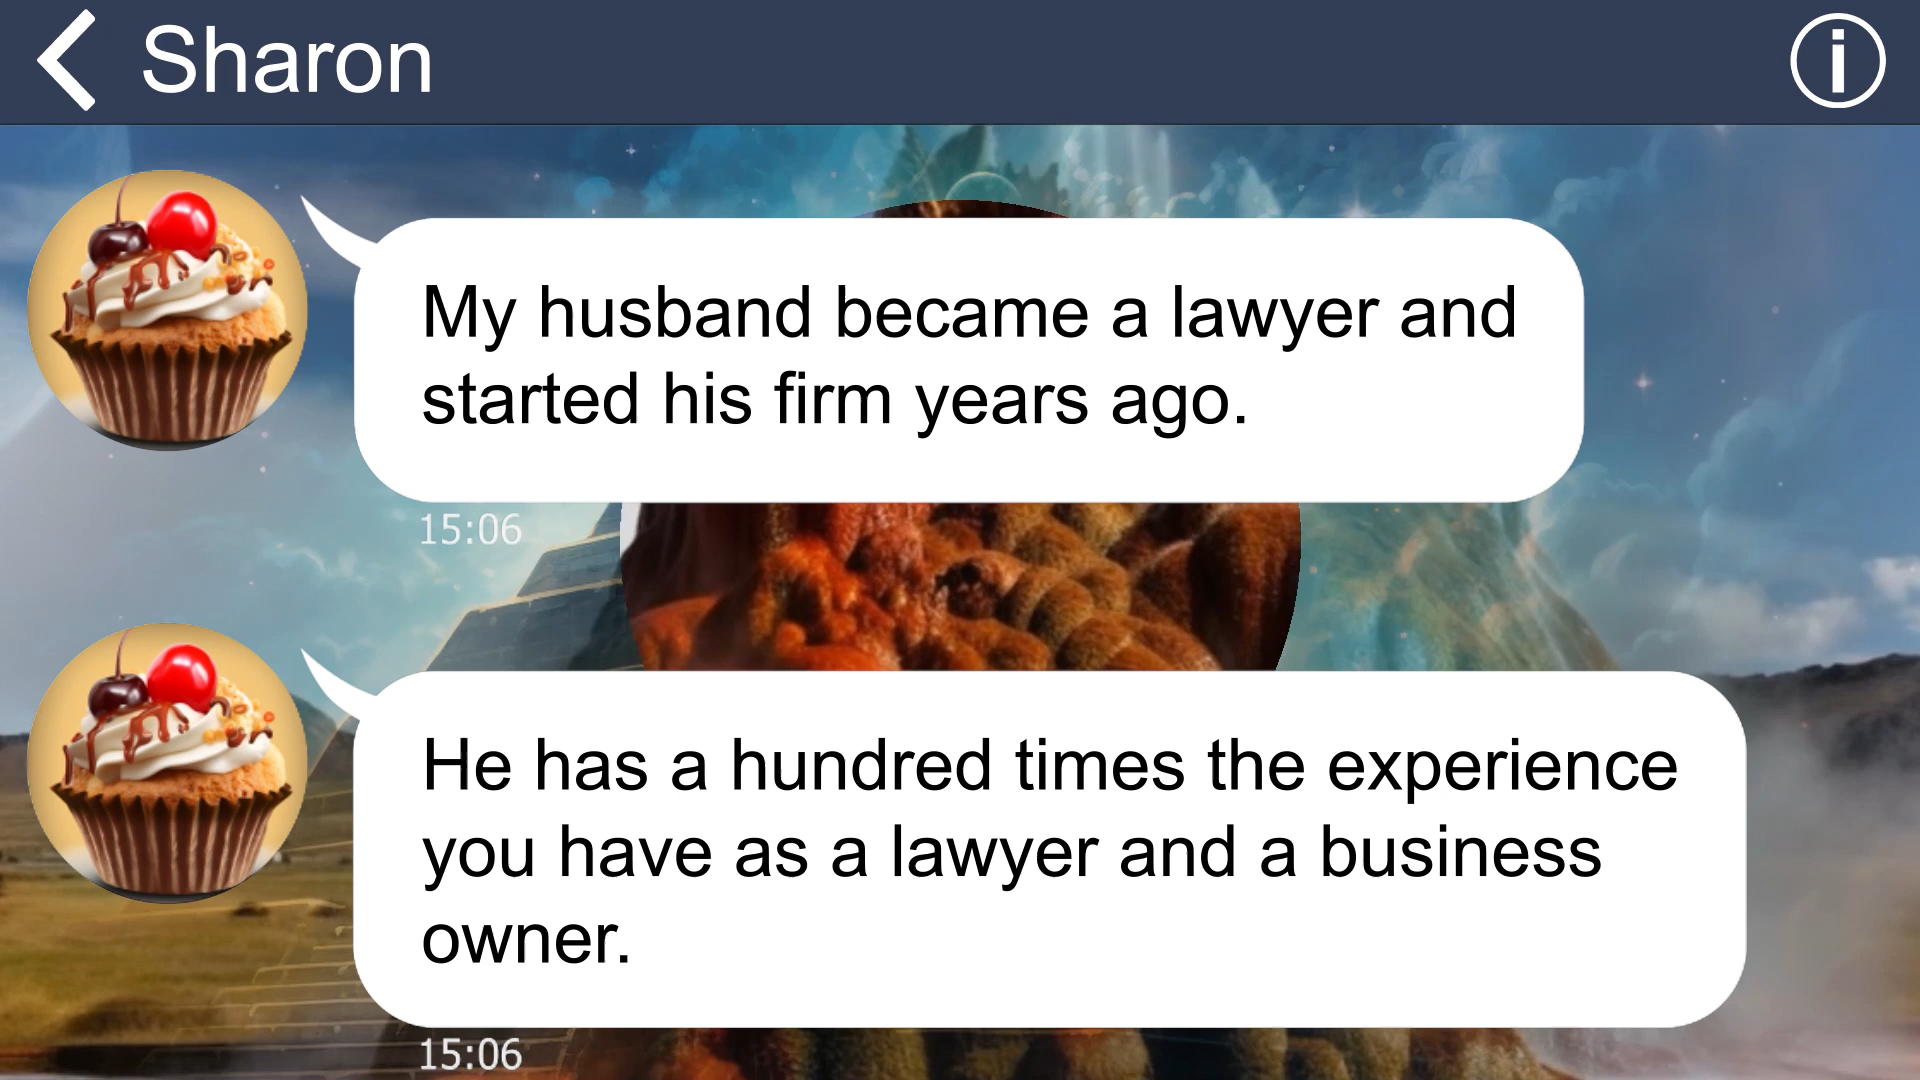 Sharon
My husband became a lawyer and
started his firm years ago.
15:06
He has a hundred times the experience
you have as a lawyer and a business
owner.
15:06